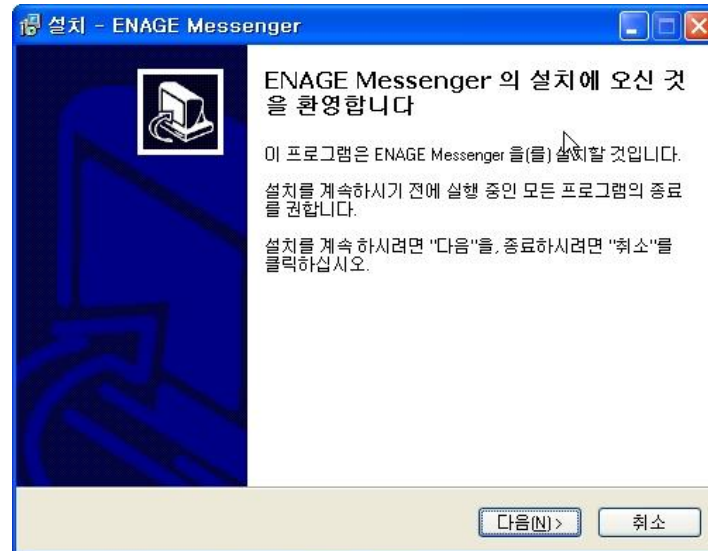 설치 - ENAGE Messenger
ENAGE Messenger 의 설치에 오신 것
을 환영합니다
이 프로그램은 ENAGE Messenger 을(를) 설치할 것입니다.
설치를 계속하시기 전에 실행 중인 모든 프로그램의 종료
를 권합니다.
설치를 계속 하시려면 "다음"을, 종료하시려면 "취소"를
클릭하십시오.
다음(N) >
취소